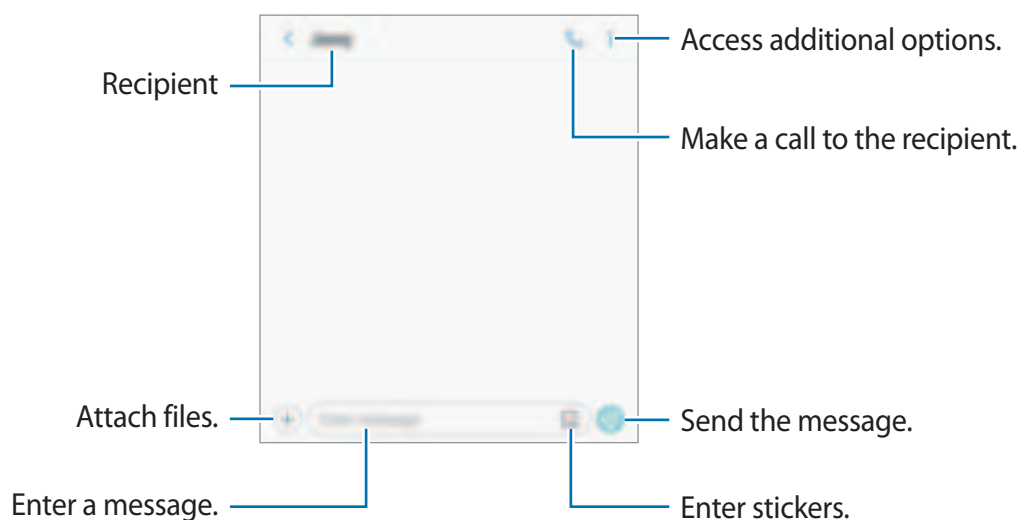 Access additional options.
Recipient
Make a call to the recipient.
Attach files.
Send the message.
Enter a message.
Enter stickers.